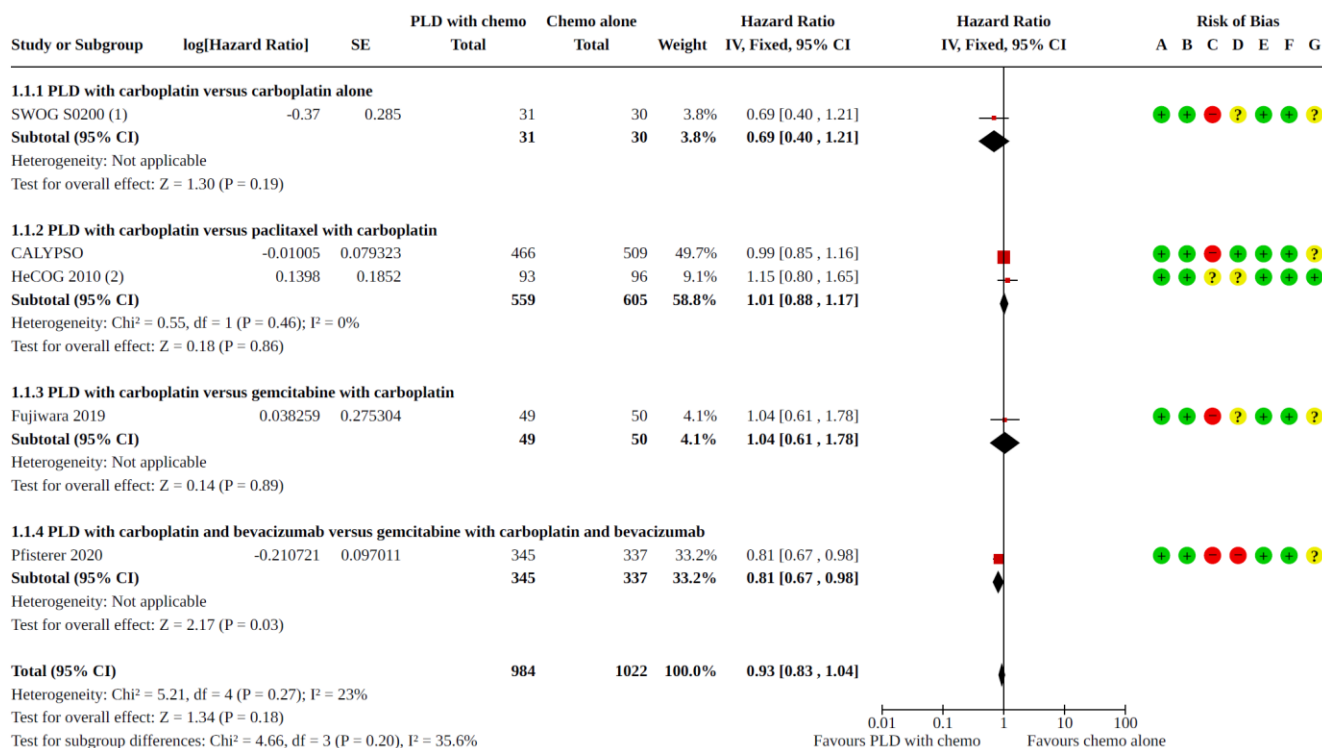 PLD with chemo Chemo alone Hazard Ratio Hazard Ratio Risk of Bias
Study or Subgroup log[Hazard Ratio] SE Total Total Weight IV, Fixed, 95% CI IV, Fixed, 95% CI A B C D E F G
1.1.1 PLD with carboplatin versus carboplatin alone
SWOG S0200 (1) -0.37 0.285 31 30 3.8% 0.69 [0.40 , 1.21] + + − ? + + ?
Subtotal (95% CI) 31 30 3.8% 0.69 [0.40 , 1.21]
Heterogeneity: Not applicable
Test for overall effect: Z = 1.30 (P = 0.19)
1.1.2 PLD with carboplatin versus paclitaxel with carboplatin
CALYPSO -0.01005 0.079323 466 509 49.7% 0.99 [0.85 , 1.16] + + − + + + ?
HeCOG 2010 (2) 0.1398 0.1852 93 96 9.1% 1.15 [0.80 , 1.65] + + ? ? + + +
Subtotal (95% CI) 559 605 58.8% 1.01 [0.88 , 1.17]
Heterogeneity: Chi² = 0.55, df = 1 (P = 0.46); I² = 0%
Test for overall effect: Z = 0.18 (P = 0.86)
1.1.3 PLD with carboplatin versus gemcitabine with carboplatin
Fujiwara 2019 0.038259 0.275304 49 50 4.1% 1.04 [0.61 , 1.78] + + − ? + + ?
Subtotal (95% CI) 49 50 4.1% 1.04 [0.61 , 1.78]
Heterogeneity: Not applicable
Test for overall effect: Z = 0.14 (P = 0.89)
1.1.4 PLD with carboplatin and bevacizumab versus gemcitabine with carboplatin and bevacizumab
Pfisterer 2020 -0.210721 0.097011 345 337 33.2% 0.81 [0.67 , 0.98] + + − − + + ?
Subtotal (95% CI) 345 337 33.2% 0.81 [0.67 , 0.98]
Heterogeneity: Not applicable
Test for overall effect: Z = 2.17 (P = 0.03)
Total (95% CI) 984 1022 100.0% 0.93 [0.83 , 1.04]
Heterogeneity: Chi² = 5.21, df = 4 (P = 0.27); I² = 23%
Test for overall effect: Z = 1.34 (P = 0.18)
0.01 0.1 1 10 100
Test for subgroup differences: Chi² = 4.66, df = 3 (P = 0.20), I² = 35.6% Favours PLD with chemo Favours chemo alone